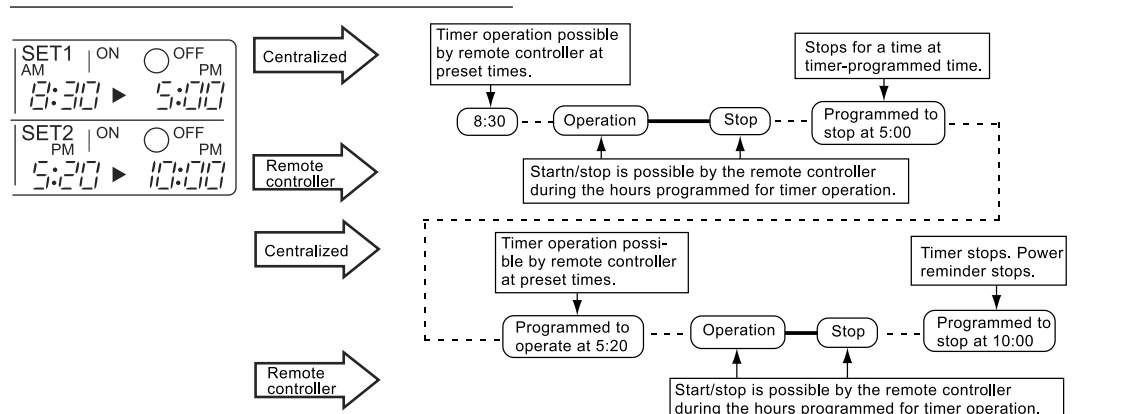 SET1 | ON OFF
AM PM
8:30 ▶ 5:00
SET2 | ON OFF
PM PM
5:20 ▶ 10:00
Centralized
Timer operation possible
by remote controller at
preset times.
Stops for a time at
timer-programmed time.
8:30
Operation
Stop
Programmed to
stop at 5:00
Remote
controller
Startn/stop is possible by the remote controller
during the hours programmed for timer operation.
Centralized
Timer operation possi-
ble by remote controller
at preset times.
Timer stops. Power
reminder stops.
Programmed to
operate at 5:20
Operation
Stop
Programmed to
stop at 10:00
Remote
controller
Start/stop is possible by the remote controller
during the hours programmed for timer operation.